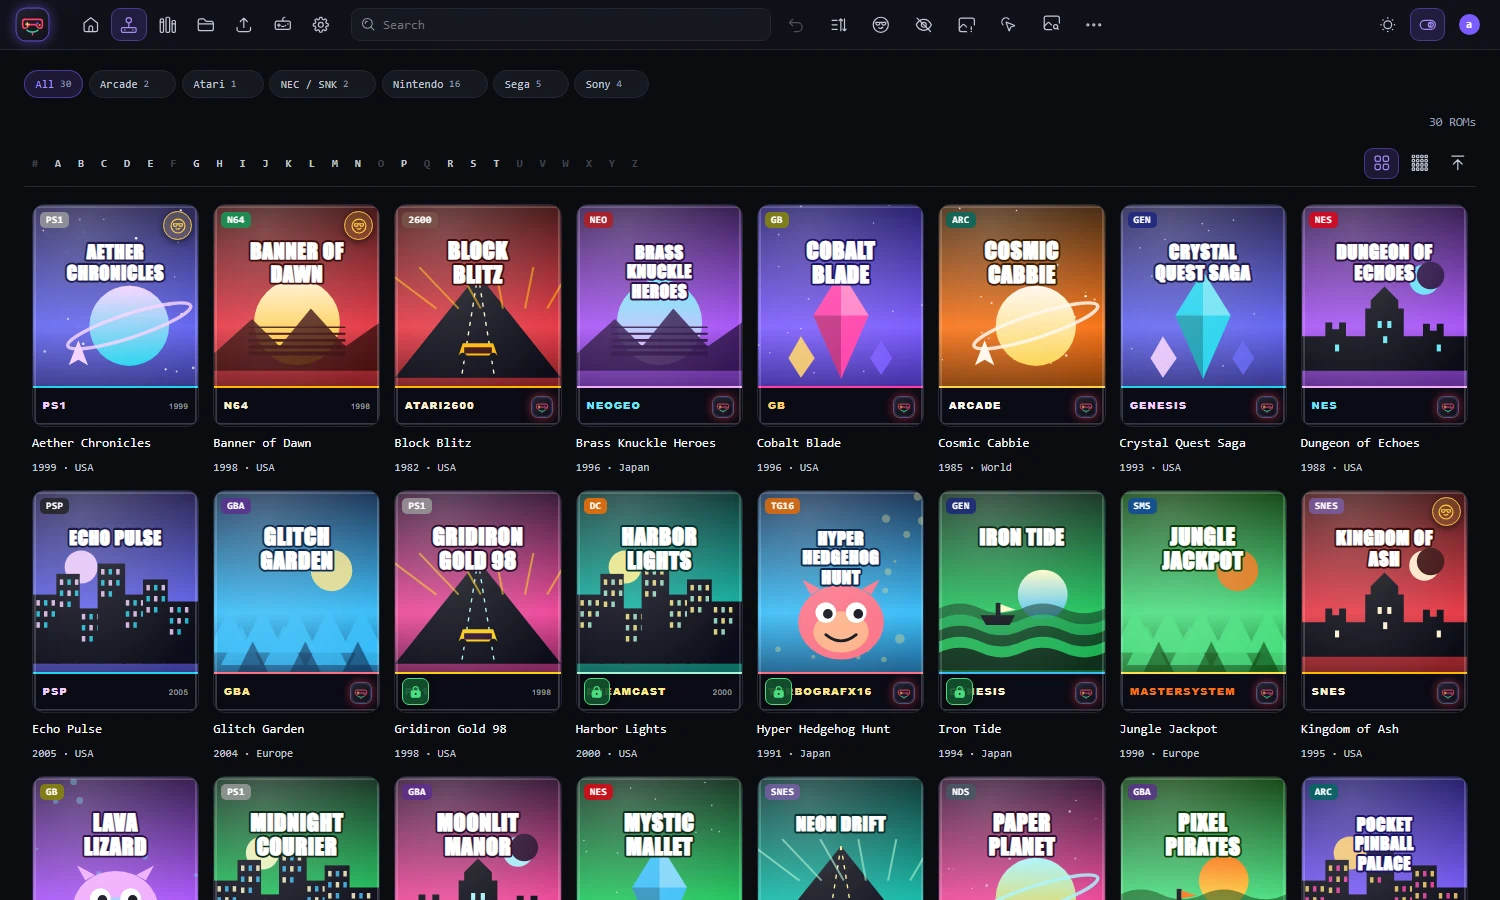 Search
a
All 30
Arcade 2
Atari 1
NEC / SNK 2
Nintendo 16
Sega 5
Sony 4
30 ROMs
# A B C D E F G H I J K L M N O P Q R S T U V W X Y Z
PS1
AETHER
CHRONICLES
PS1 1999
Aether Chronicles
1999 · USA
N64
BANNER OF
DAWN
N64 1998
Banner of Dawn
1998 · USA
2600
BLOCK
BLITZ
ATARI2600
Block Blitz
1982 · USA
NEO
BRASS
KNUCKLE
HEROES
NEOGEO
Brass Knuckle Heroes
1996 · Japan
GB
COBALT
BLADE
GB
Cobalt Blade
1996 · USA
ARC
COSMIC
CABBIE
ARCADE
Cosmic Cabbie
1985 · World
GEN
CRYSTAL
QUEST SAGA
GENESIS
Crystal Quest Saga
1993 · USA
NES
DUNGEON OF
ECHOES
NES
Dungeon of Echoes
1988 · USA
PSP
ECHO PULSE
PSP 2005
Echo Pulse
2005 · USA
GBA
GLITCH
GARDEN
GBA
Glitch Garden
2004 · Europe
PS1
GRIDIRON
GOLD 98
1998
Gridiron Gold 98
1998 · USA
DC
HARBOR
LIGHTS
EAMCAST 2000
Harbor Lights
2000 · USA
TG16
HYPER
HEDGEHOG
HUNT
RBOGRAFX16
Hyper Hedgehog Hunt
1991 · Japan
GEN
IRON TIDE
NESIS
Iron Tide
1994 · Japan
SMS
JUNGLE
JACKPOT
MASTERSYSTEM
Jungle Jackpot
1990 · Europe
SNES
KINGDOM OF
ASH
SNES
Kingdom of Ash
1995 · USA
GB
LAVA
LIZARD
PS1
MIDNIGHT
COURIER
GBA
MOONLIT
MANOR
NES
MYSTIC
MALLET
SNES
NEON DRIFT
NDS
PAPER
PLANET
GBA
PIXEL
PIRATES
ARC
POCKET
PINBALL
PALACE